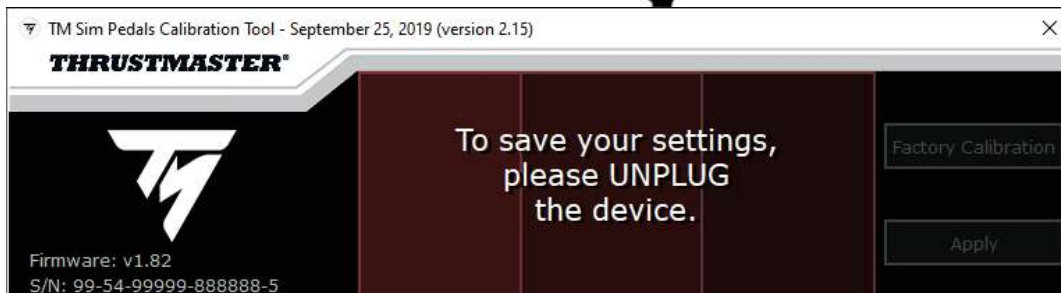 TM Sim Pedals Calibration Tool - September 25, 2019 (version 2.15)
THRUSTMASTER®
To save your settings,
please UNPLUG
the device.
Factory Calibration
Apply
Firmware: v1.82
S/N: 99-54-99999-888888-5